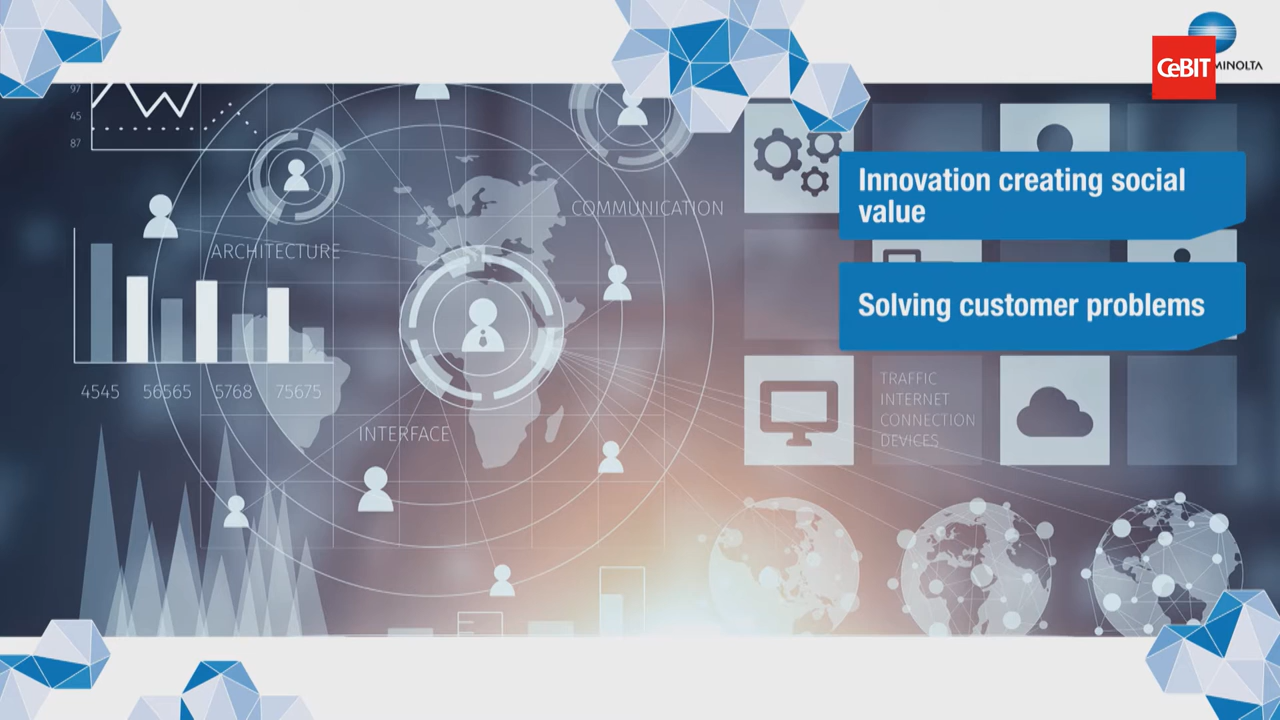 CeBIT
MINOLTA
97
45
87
Innovation creating social
value
COMMUNICATION
ARCHITECTURE
Solving customer problems
4545 56565 5768 75675
TRAFFIC
INTERNET
CONNECTION
DEVICES
INTERFACE